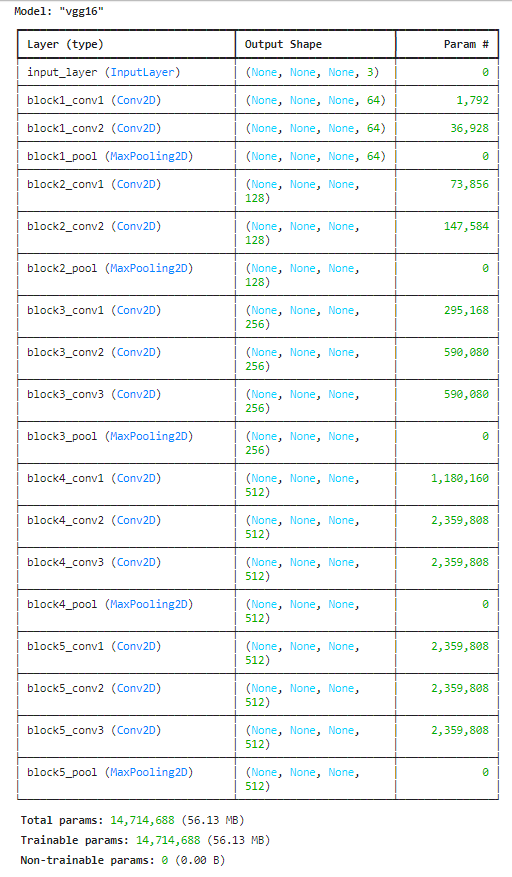 Model: "vgg16"
Layer (type) Output Shape Param #
input_layer (InputLayer) (None, None, None, 3) 0
block1_conv1 (Conv2D) (None, None, None, 64) 1,792
block1_conv2 (Conv2D) (None, None, None, 64) 36,928
block1_pool (MaxPooling2D) (None, None, None, 64) 0
block2_conv1 (Conv2D) (None, None, None, 73,856
128)
block2_conv2 (Conv2D) (None, None, None, 147,584
128)
block2_pool (MaxPooling2D) (None, None, None, 0
128)
block3_conv1 (Conv2D) (None, None, None, 295,168
256)
block3_conv2 (Conv2D) (None, None, None, 590,080
256)
block3_conv3 (Conv2D) (None, None, None, 590,080
256)
block3_pool (MaxPooling2D) (None, None, None, 0
256)
block4_conv1 (Conv2D) (None, None, None, 1,180,160
512)
block4_conv2 (Conv2D) (None, None, None, 2,359,808
512)
block4_conv3 (Conv2D) (None, None, None, 2,359,808
512)
block4_pool (MaxPooling2D) (None, None, None, 0
512)
block5_conv1 (Conv2D) (None, None, None, 2,359,808
512)
block5_conv2 (Conv2D) (None, None, None, 2,359,808
512)
block5_conv3 (Conv2D) (None, None, None, 2,359,808
512)
block5_pool (MaxPooling2D) (None, None, None, 0
512)
Total params: 14,714,688 (56.13 MB)
Trainable params: 14,714,688 (56.13 MB)
Non-trainable params: 0 (0.00 B)